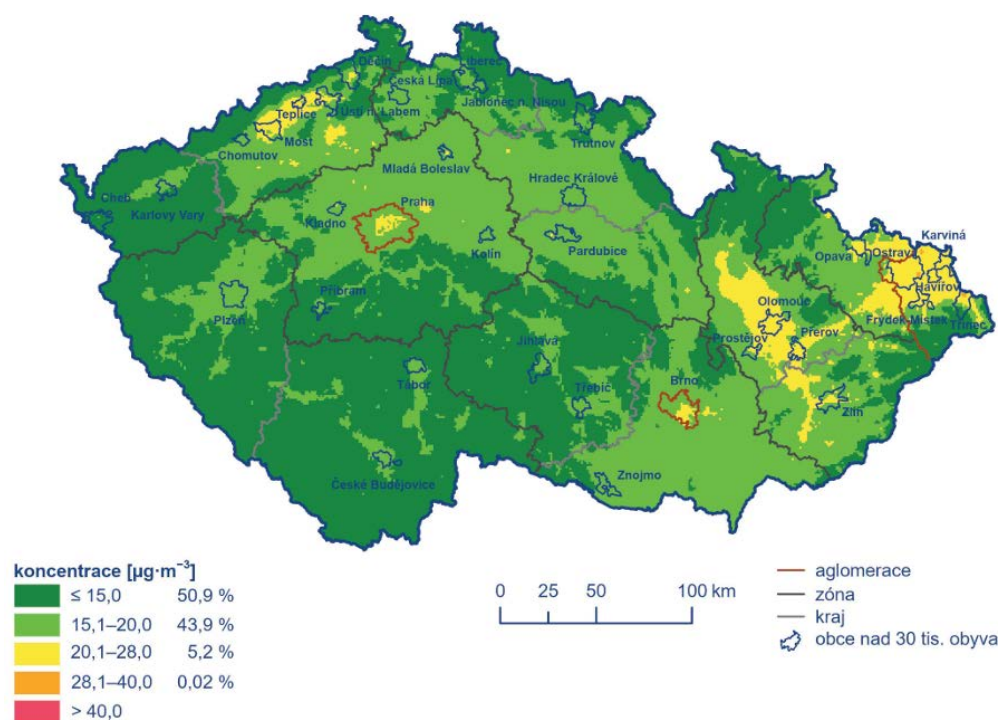 Děčín
Liberec
Česká Lípa
Teplice
Ústí n. Labem
Jablonec n. Nisou
Most
Trutnov
Chomutov
Mladá Boleslav
Hradec Králové
Cheb
Karlovy Vary
Praha
Kladno
Karviná
Kolín
Pardubice
Opava
Ostrava
Havířov
Plzeň
Příbram
Olomouc
Frýdek-Místek
Třinec
Prostějov
Přerov
Jihlava
Tábor
Třebíč
Brno
Zlín
České Budějovice
Znojmo
koncentrace [µg·m⁻³]
≤ 15,0 50,9 %
15,1–20,0 43,9 %
20,1–28,0 5,2 %
28,1–40,0 0,02 %
> 40,0
0 25 50 100 km
aglomerace
zóna
kraj
obce nad 30 tis. obyva